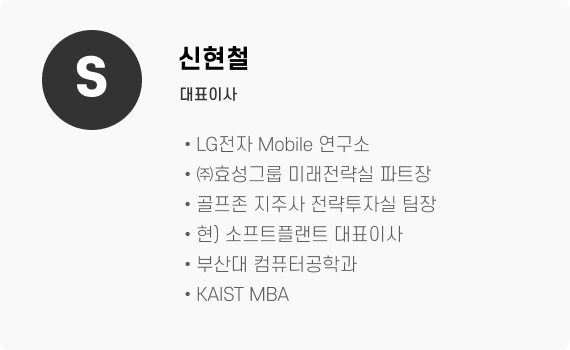 S
신현철
대표이사
• LG전자 Mobile 연구소
• ㈜효성그룹 미래전략실 파트장
• 골프존 지주사 전략투자실 팀장
• 현) 소프트플랜트 대표이사
• 부산대 컴퓨터공학과
• KAIST MBA